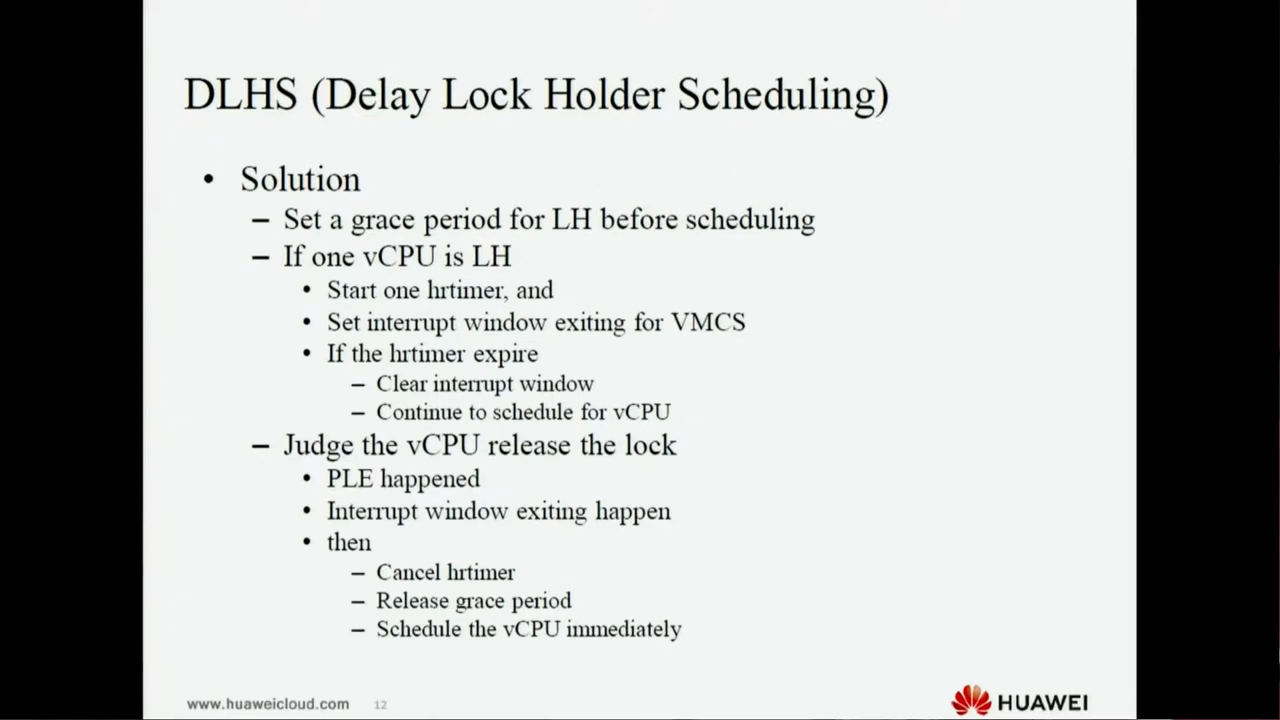 DLHS (Delay Lock Holder Scheduling)
• Solution
– Set a grace period for LH before scheduling
– If one vCPU is LH
• Start one hrtimer, and
• Set interrupt window exiting for VMCS
• If the hrtimer expire
– Clear interrupt window
– Continue to schedule for vCPU
– Judge the vCPU release the lock
• PLE happened
• Interrupt window exiting happen
• then
– Cancel hrtimer
– Release grace period
– Schedule the vCPU immediately
www.huaweicloud.com 12
HUAWEI